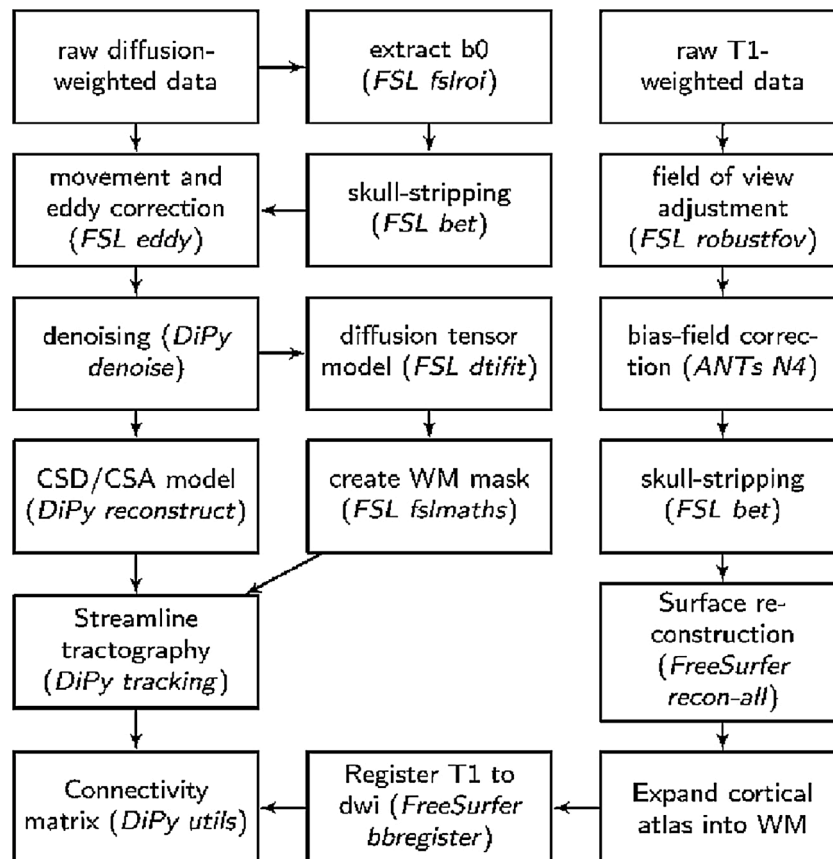 raw diffusion-
weighted data
extract b0
(FSL fslroi)
raw T1-
weighted data
movement and
eddy correction
(FSL eddy)
skull-stripping
(FSL bet)
field of view
adjustment
(FSL robustfov)
denoising (DiPy
denoise)
diffusion tensor
model (FSL dtifit)
bias-field correc-
tion (ANTs N4)
CSD/CSA model
(DiPy reconstruct)
create WM mask
(FSL fslmaths)
skull-stripping
(FSL bet)
Streamline
tractography
(DiPy tracking)
Surface re-
construction
(FreeSurfer
recon-all)
Connectivity
matrix (DiPy utils)
Register T1 to
dwi (FreeSurfer
bbregister)
Expand cortical
atlas into WM